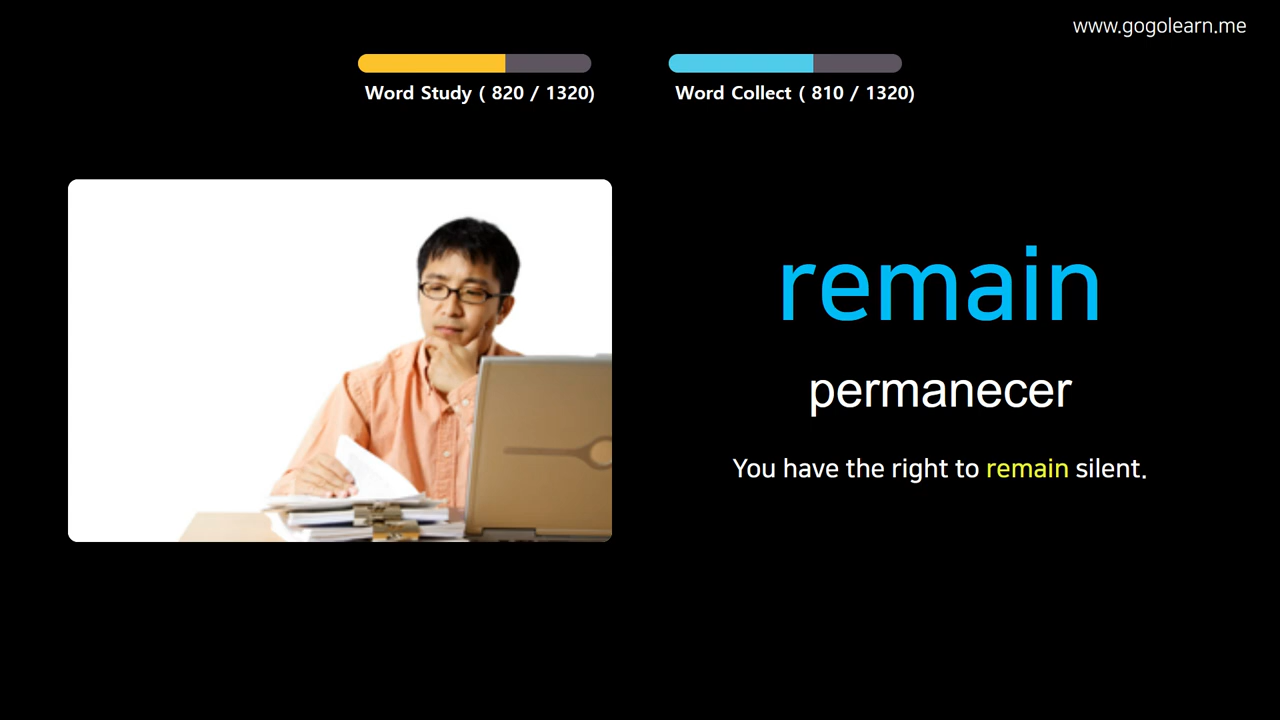 www.gogolearn.me
Word Study ( 820 / 1320)
Word Collect ( 810 / 1320)
remain
permanecer
You have the right to remain silent.